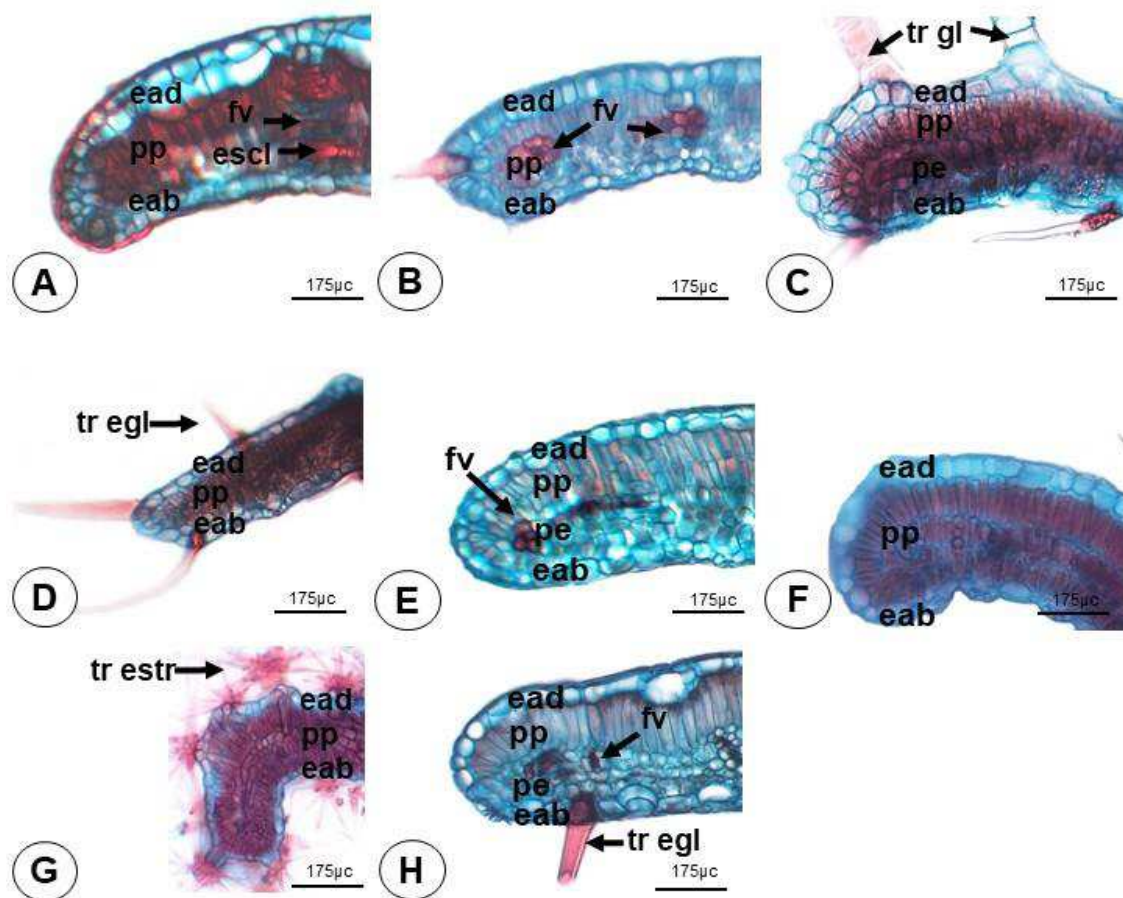 ead
fv
pp
escl
eab
A
175µc
ead
fv
pp
eab
B
175µc
tr gl
ead
pp
pe
eab
C
175µc
tr egl
ead
pp
eab
D
175µc
fv
ead
pp
pe
eab
E
175µc
ead
pp
eab
F
175µc
tr estr
ead
pp
eab
G
175µc
ead
pp
fv
pe
eab
tr egl
H
175µc